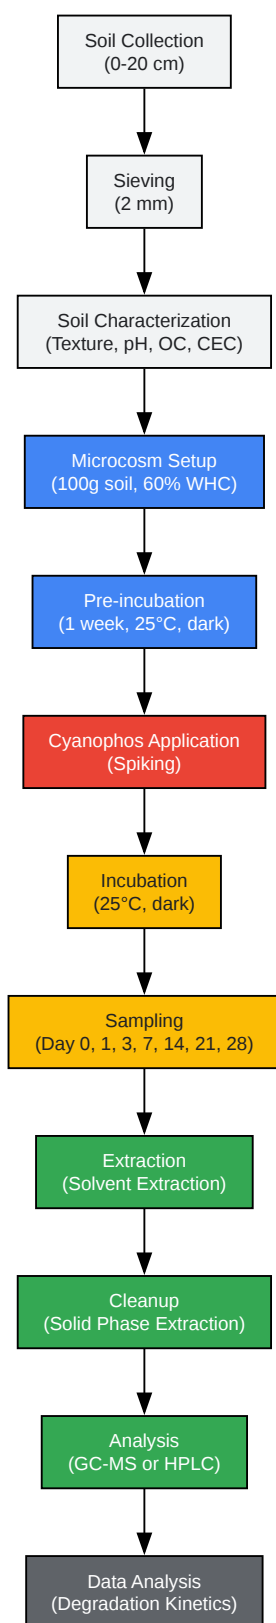 Soil Collection
(0-20 cm)
Sieving
(2 mm)
Soil Characterization
(Texture, pH, OC, CEC)
Microcosm Setup
(100g soil, 60% WHC)
Pre-incubation
(1 week, 25°C, dark)
Cyanophos Application
(Spiking)
Incubation
(25°C, dark)
Sampling
(Day 0, 1, 3, 7, 14, 21, 28)
Extraction
(Solvent Extraction)
Cleanup
(Solid Phase Extraction)
Analysis
(GC-MS or HPLC)
Data Analysis
(Degradation Kinetics)